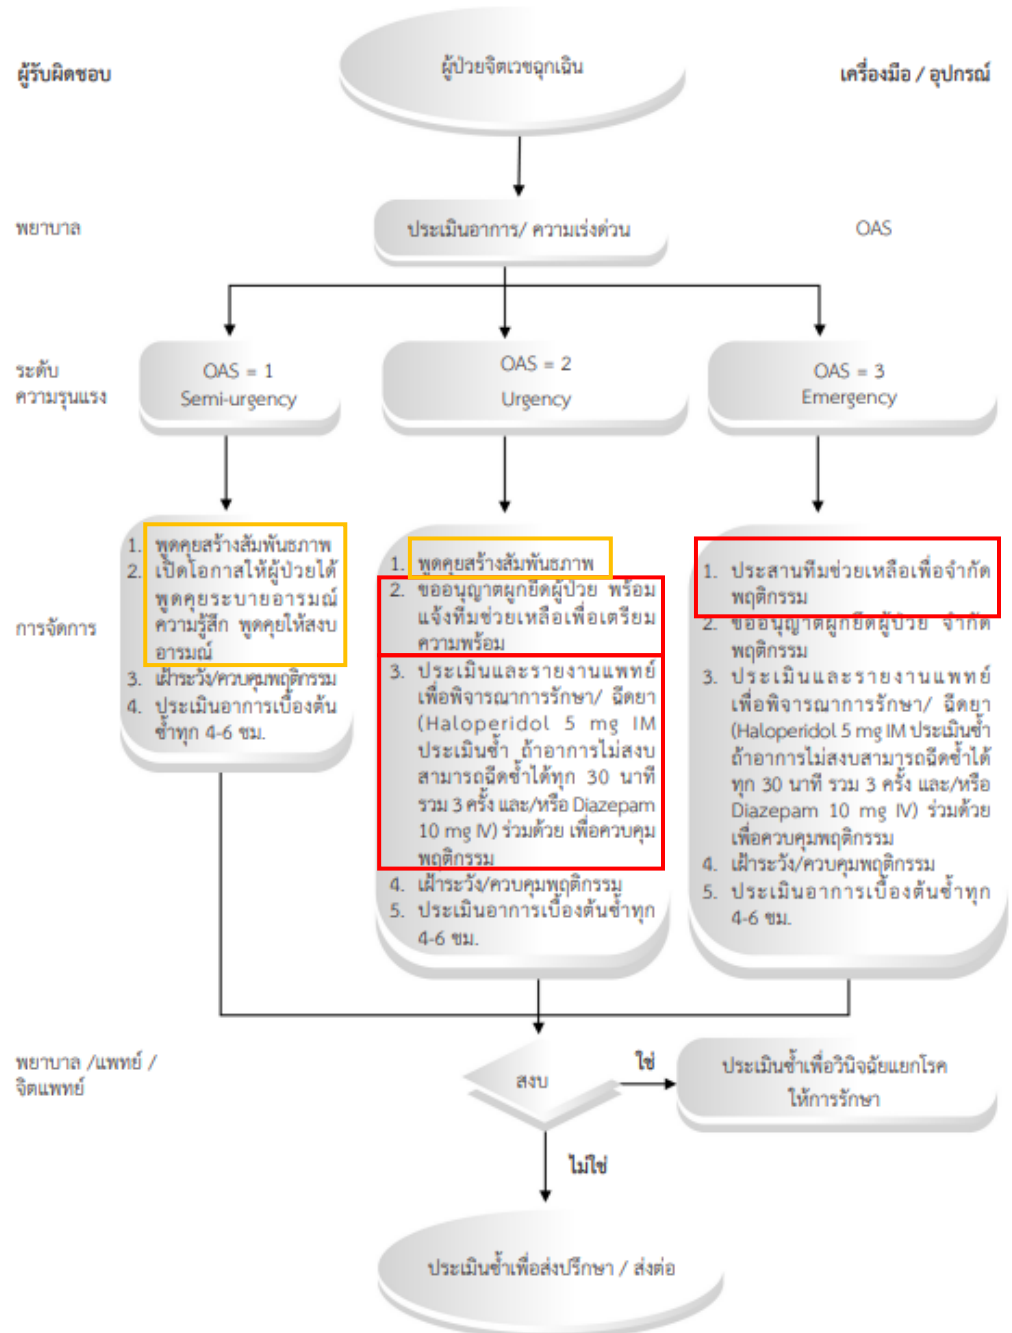 ผู้ป่วยจิตเวชฉุกเฉิน
ผู้รับผิดชอบ
เครื่องมือ / อุปกรณ์
พยาบาล
ประเมินอาการ/ ความเร่งด่วน
OAS
ระดับ
ความรุนแรง
OAS = 1
Semi-urgency
OAS = 2
Urgency
OAS = 3
Emergency
การจัดการ
1. พูดคุยสร้างสัมพันธภาพ
2. เปิดโอกาสให้ผู้ป่วยได้
พูดคุยระบายอารมณ์
ความรู้สึก พูดคุยให้สงบ
อารมณ์
3. เฝ้าระวัง/ควบคุมพฤติกรรม
4. ประเมินอาการเบื้องต้น
ซ้ำทุก 4-6 ชม.
1. พูดคุยสร้างสัมพันธภาพ
2. ขออนุญาตผูกยึดผู้ป่วย พร้อม
แจ้งทีมช่วยเหลือเพื่อเตรียม
ความพร้อม
3. ประเมินและรายงานแพทย์
เพื่อพิจารณาการรักษา/ ฉีดยา
(Haloperidol 5 mg IM
ประเมินซ้ำ ถ้าอาการไม่สงบ
สามารถฉีดซ้ำได้ทุก 30 นาที
รวม 3 ครั้ง และ/หรือ Diazepam
10 mg IV) ร่วมด้วย เพื่อควบคุม
พฤติกรรม
4. เฝ้าระวัง/ควบคุมพฤติกรรม
5. ประเมินอาการเบื้องต้นซ้ำทุก
4-6 ชม.
1. ประสานทีมช่วยเหลือเพื่อจำกัด
พฤติกรรม
2. ขออนุญาตผูกยึดผู้ป่วย จำกัด
พฤติกรรม
3. ประเมินและรายงานแพทย์
เพื่อพิจารณาการรักษา/ ฉีดยา
(Haloperidol 5 mg IM ประเมินซ้ำ
ถ้าอาการไม่สงบสามารถฉีดซ้ำได้
ทุก 30 นาที รวม 3 ครั้ง และ/หรือ
Diazepam 10 mg IV) ร่วมด้วย
เพื่อควบคุมพฤติกรรม
4. เฝ้าระวัง/ควบคุมพฤติกรรม
5. ประเมินอาการเบื้องต้นซ้ำทุก
4-6 ชม.
พยาบาล /แพทย์ /
จิตแพทย์
สงบ
ใช่
ประเมินซ้ำเพื่อวินิจฉัยแยกโรค
ให้การรักษา
ไม่ใช่
ประเมินซ้ำเพื่อส่งปรึกษา / ส่งต่อ